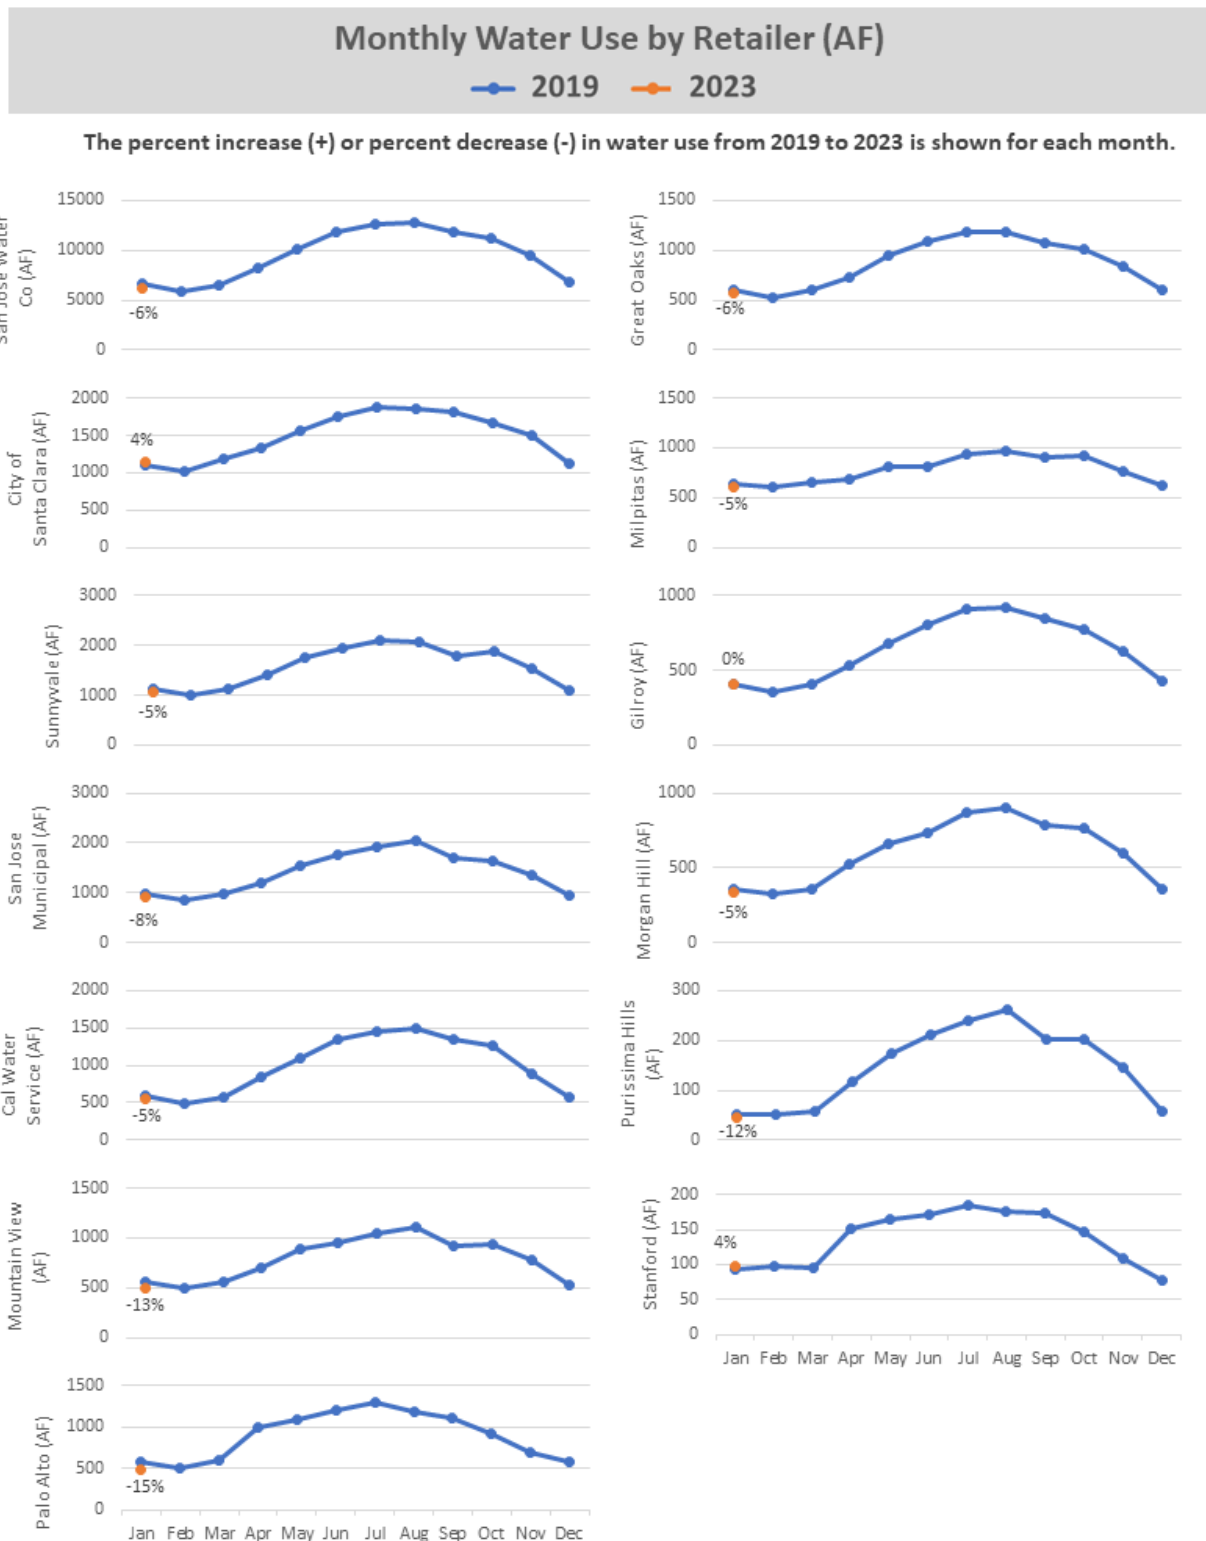 Monthly Water Use by Retailer (AF)
2019 2023
The percent increase (+) or percent decrease (-) in water use from 2019 to 2023 is shown for each month.
San Jose Water
Co (AF)
15000
10000
5000
0
-6%
Great Oaks (AF)
1500
1000
500
0
-6%
City of
Santa Clara (AF)
2000
1500
1000
500
0
4%
Milpitas (AF)
1500
1000
500
0
-5%
Sunnyvale (AF)
3000
2000
1000
0
-5%
Gilroy (AF)
1000
500
0
0%
San Jose
Municipal (AF)
3000
2000
1000
0
-8%
Morgan Hill (AF)
1000
500
0
-5%
Cal Water
Service (AF)
2000
1500
1000
500
0
-5%
Purissima Hills
(AF)
300
200
100
0
-12%
Mountain View
(AF)
1500
1000
500
0
-13%
Stanford (AF)
200
150
100
50
0
4%
Jan Feb Mar Apr May Jun Jul Aug Sep Oct Nov Dec
Palo Alto (AF)
1500
1000
500
0
-15%
Jan Feb Mar Apr May Jun Jul Aug Sep Oct Nov Dec